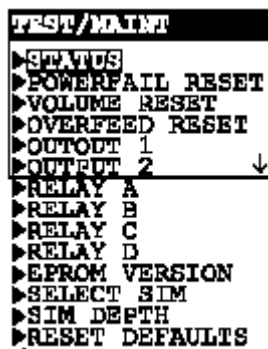 TEST/MAINT
STATUS
POWERFAIL RESET
VOLUME RESET
OVERFEED RESET
OUTOUT 1
OUTPUT 2
RELAY A
RELAY B
RELAY C
RELAY D
EPROM VERSION
SELECT SIM
SIM DEPTH
RESET DEFAULTS